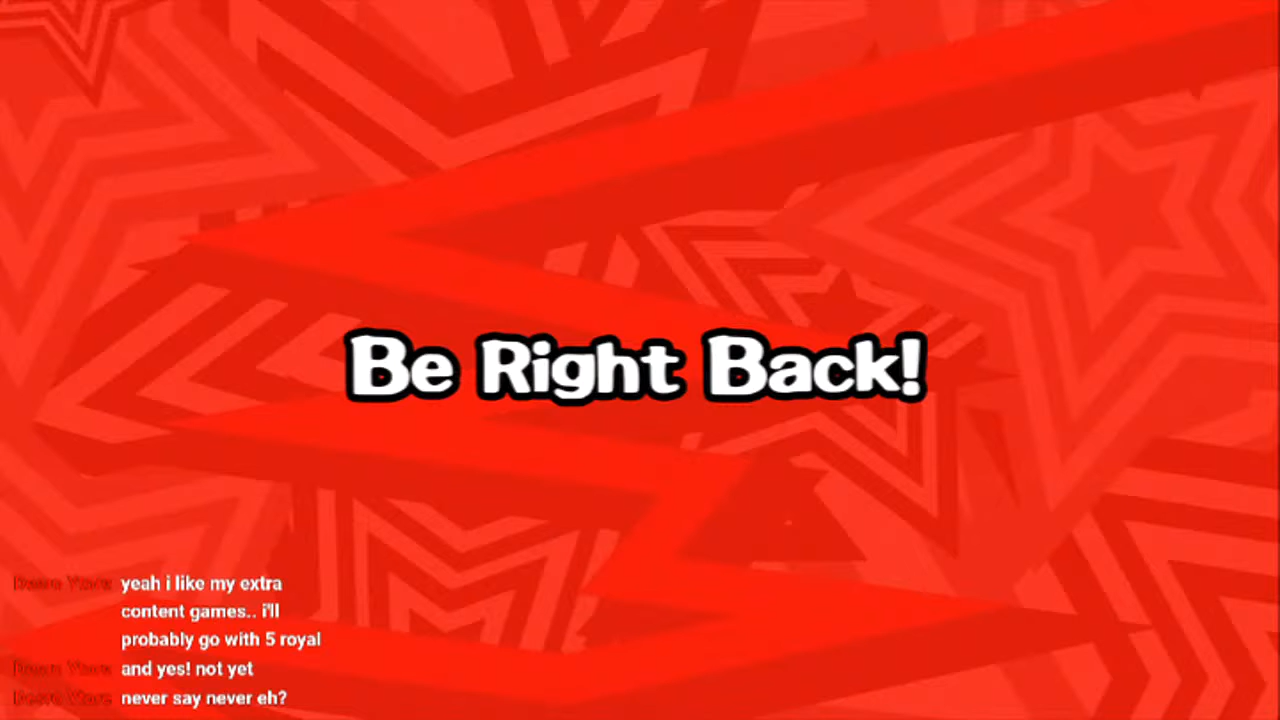 Be Right Back!
yeah i like my extra
content games.. i'll
probably go with 5 royal
and yes! not yet
never say never eh?